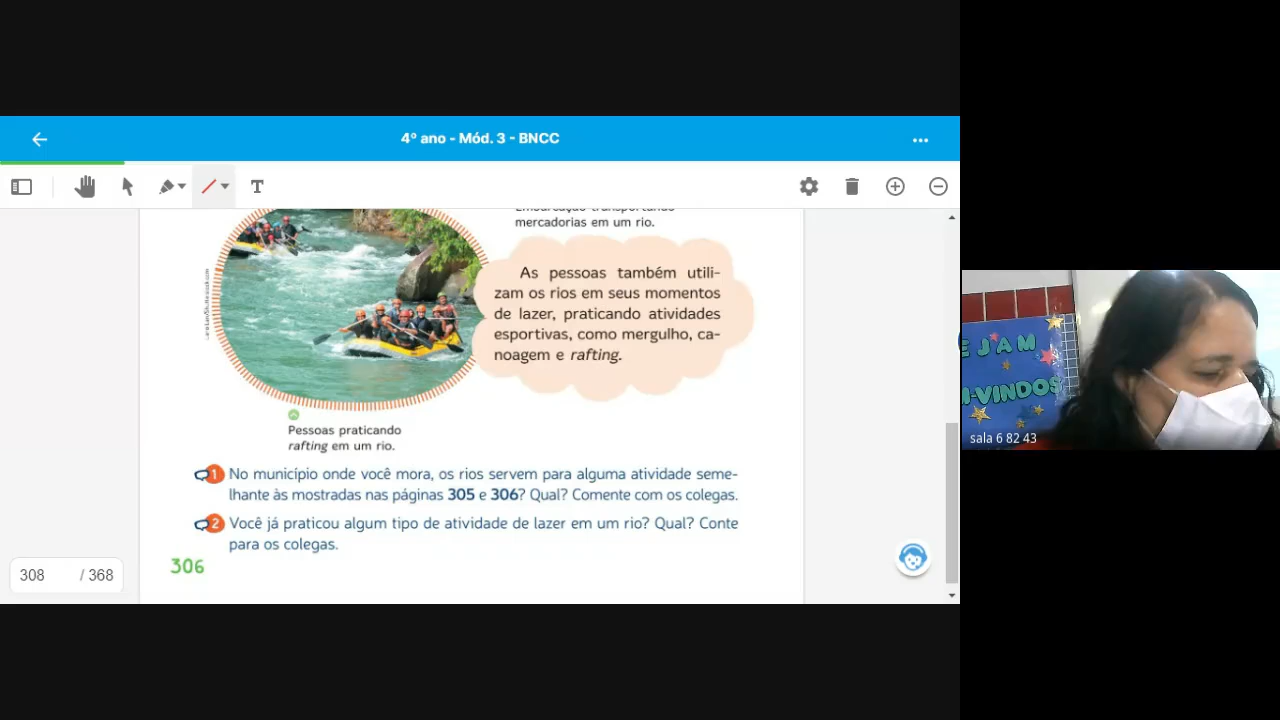 4º ano - Mód. 3 - BNCC
T
mercadorias em um rio.
As pessoas também utili-
zam os rios em seus momentos
de lazer, praticando atividades
esportivas, como mergulho, ca-
noagem e rafting.
Pessoas praticando
rafting em um rio.
1 No município onde você mora, os rios servem para alguma atividade seme-
lhante às mostradas nas páginas 305 e 306? Qual? Comente com os colegas.
2 Você já praticou algum tipo de atividade de lazer em um rio? Qual? Conte
para os colegas.
306
308 / 368
EJAM
M-VINDOS
sala 6 82 43